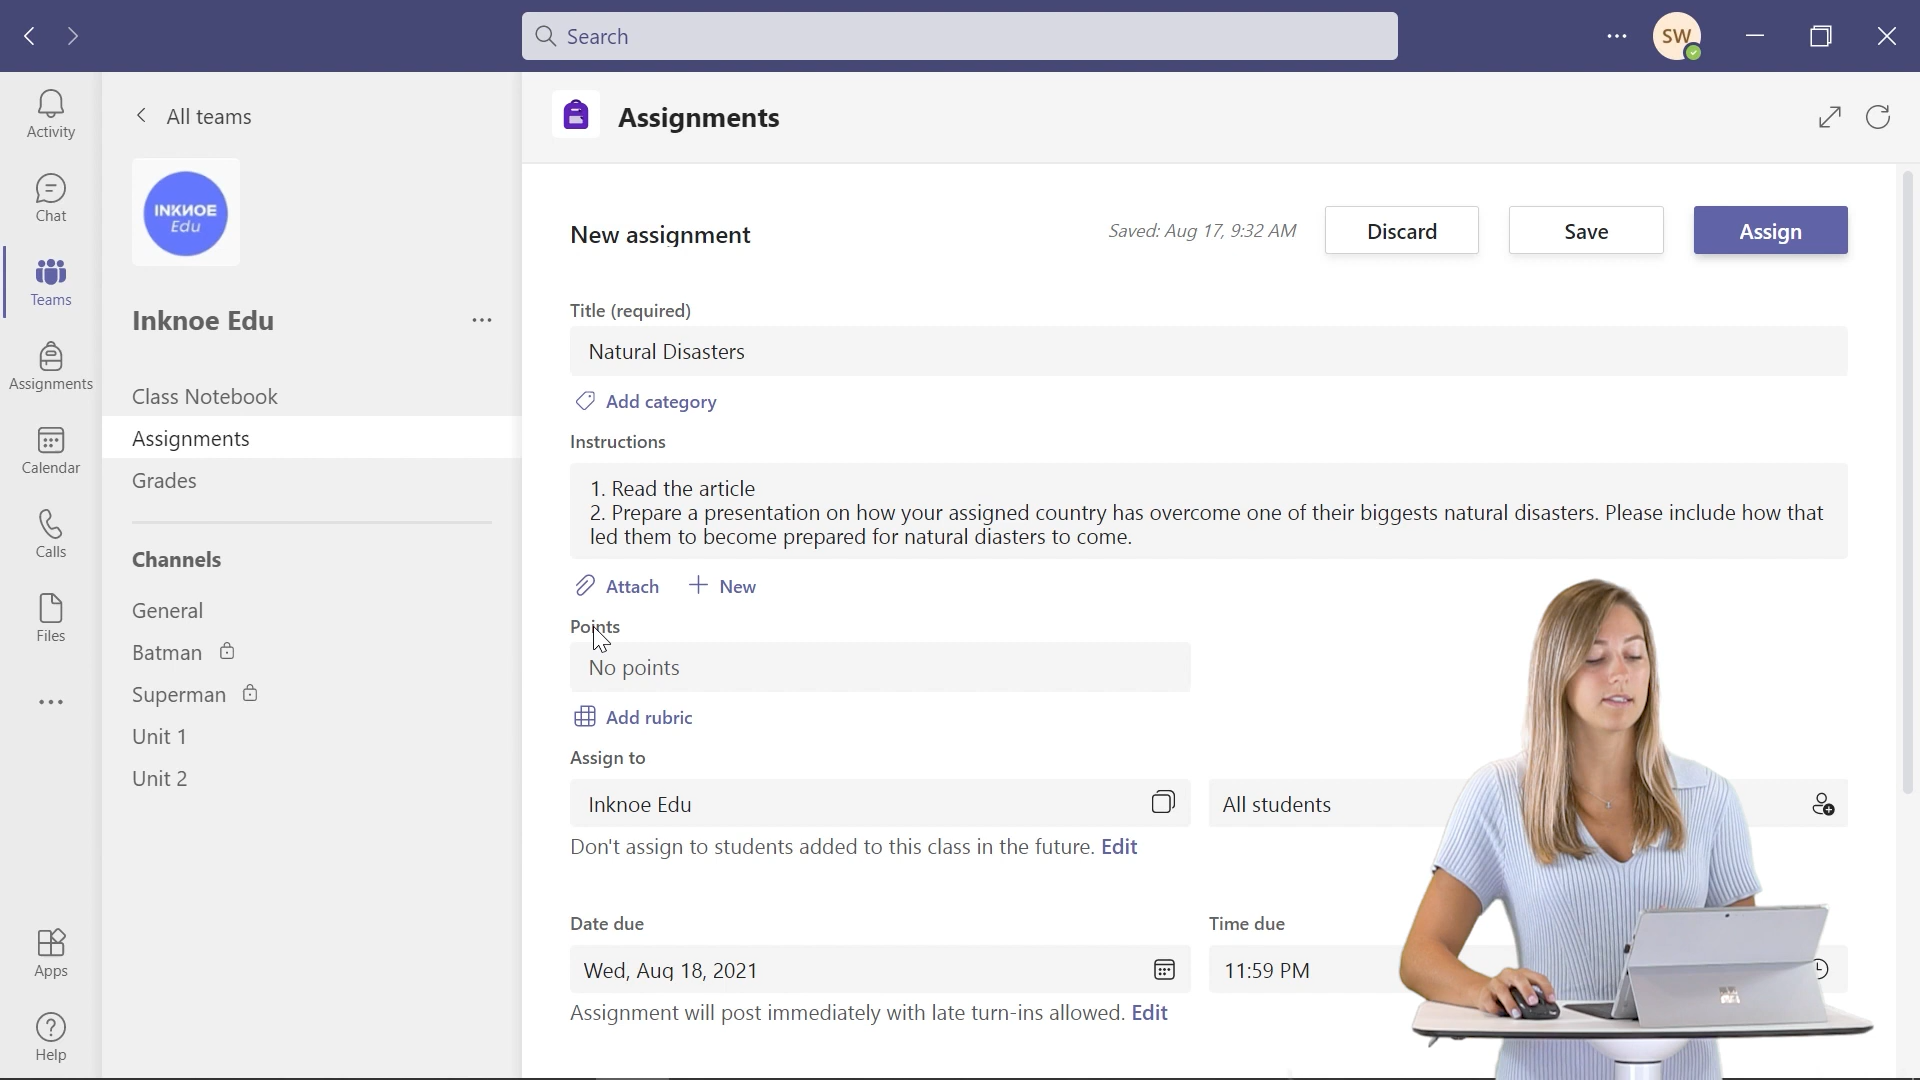 Search
SW
Activity
Chat
Teams
Assignments
Calendar
Calls
Files
Apps
Help
All teams
INKNOE
Edu
Inknoe Edu
Class Notebook
Assignments
Grades
Channels
General
Batman
Superman
Unit 1
Unit 2
Assignments
New assignment
Saved: Aug 17, 9:32 AM
Discard
Save
Assign
Title (required)
Natural Disasters
Add category
Instructions
1. Read the article
2. Prepare a presentation on how your assigned country has overcome one of their biggests natural disasters. Please include how that
led them to become prepared for natural diasters to come.
Attach
New
Points
No points
Add rubric
Assign to
Inknoe Edu
All students
Don't assign to students added to this class in the future. Edit
Date due
Time due
Wed, Aug 18, 2021
11:59 PM
Assignment will post immediately with late turn-ins allowed. Edit